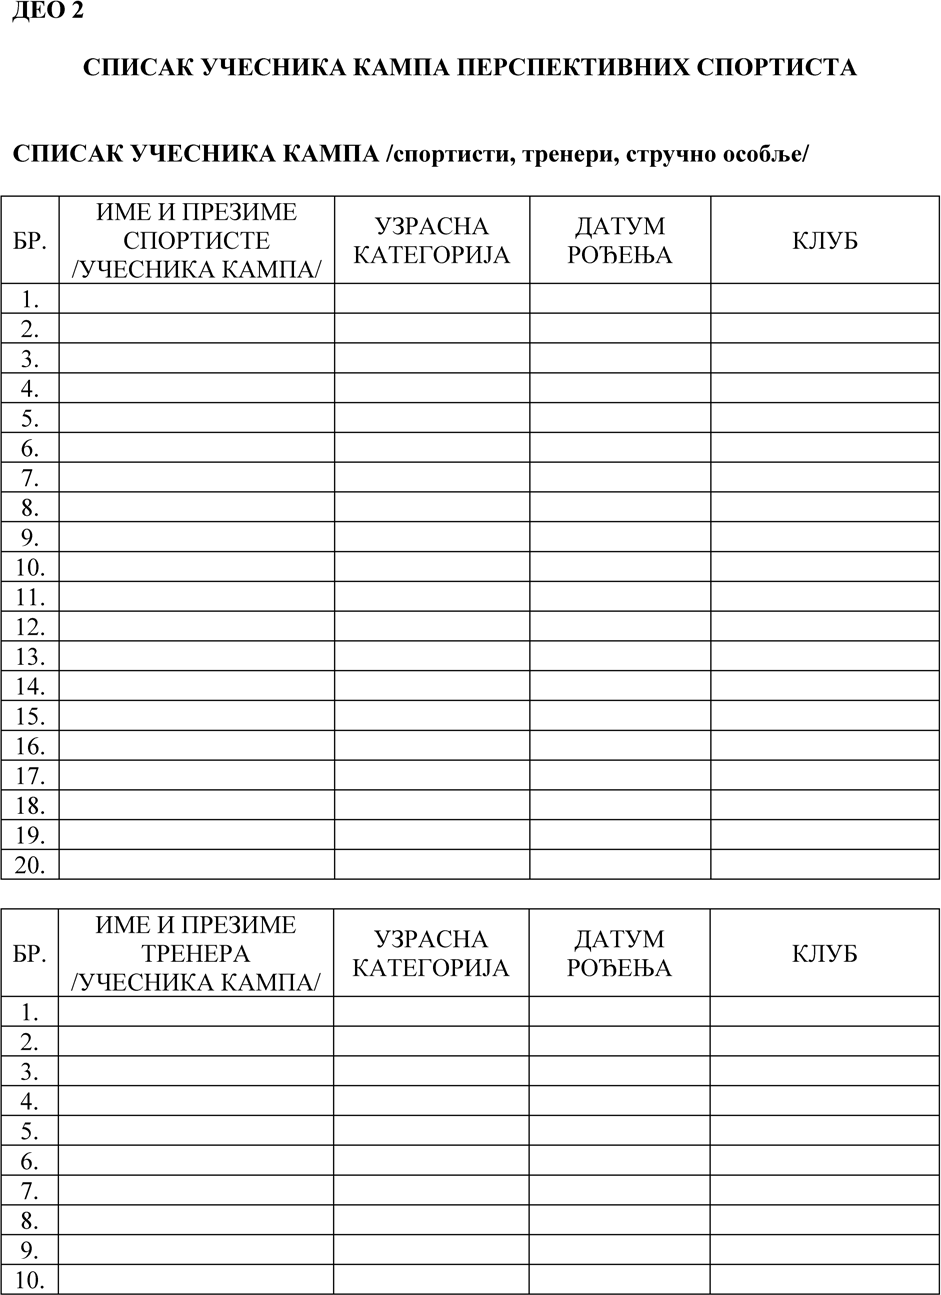 ДЕО 2
СПИСАК УЧЕСНИКА КАМПА ПЕРСПЕКТИВНИХ СПОРТИСТА
СПИСАК УЧЕСНИКА КАМПА /спортисти, тренери, стручно особље/
БР.
ИМЕ И ПРЕЗИМЕ
СПОРТИСТЕ
/УЧЕСНИКА КАМПА/
УЗРАСНА
КАТЕГОРИЈА
ДАТУМ
РОЂЕЊА
КЛУБ
1.
2.
3.
4.
5.
6.
7.
8.
9.
10.
11.
12.
13.
14.
15.
16.
17.
18.
19.
20.
БР.
ИМЕ И ПРЕЗИМЕ
ТРЕНЕРА
/УЧЕСНИКА КАМПА/
УЗРАСНА
КАТЕГОРИЈА
ДАТУМ
РОЂЕЊА
КЛУБ
1.
2.
3.
4.
5.
6.
7.
8.
9.
10.